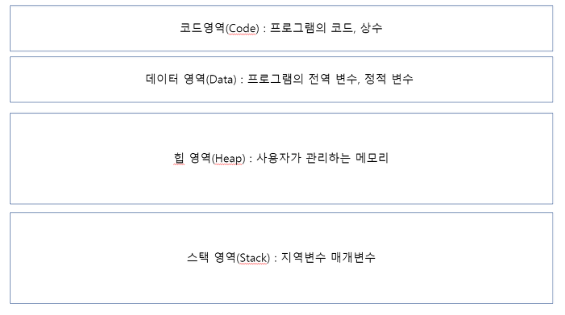 코드영역(Code) : 프로그램의 코드, 상수
데이터 영역(Data) : 프로그램의 전역 변수, 정적 변수
힙 영역(Heap) : 사용자가 관리하는 메모리
스택 영역(Stack) : 지역변수 매개변수